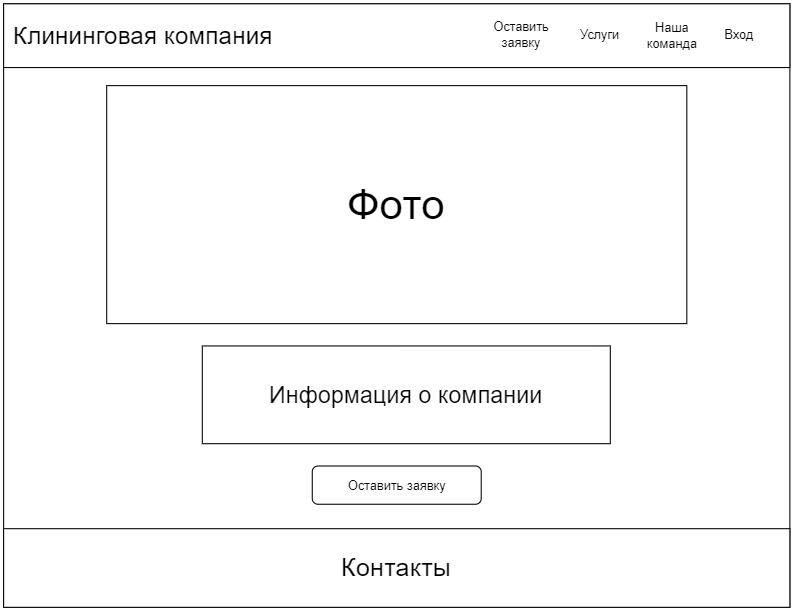 Клининговая компания
Оставить
заявку
Услуги
Наша
команда
Вход
Фото
Информация о компании
Оставить заявку
Контакты